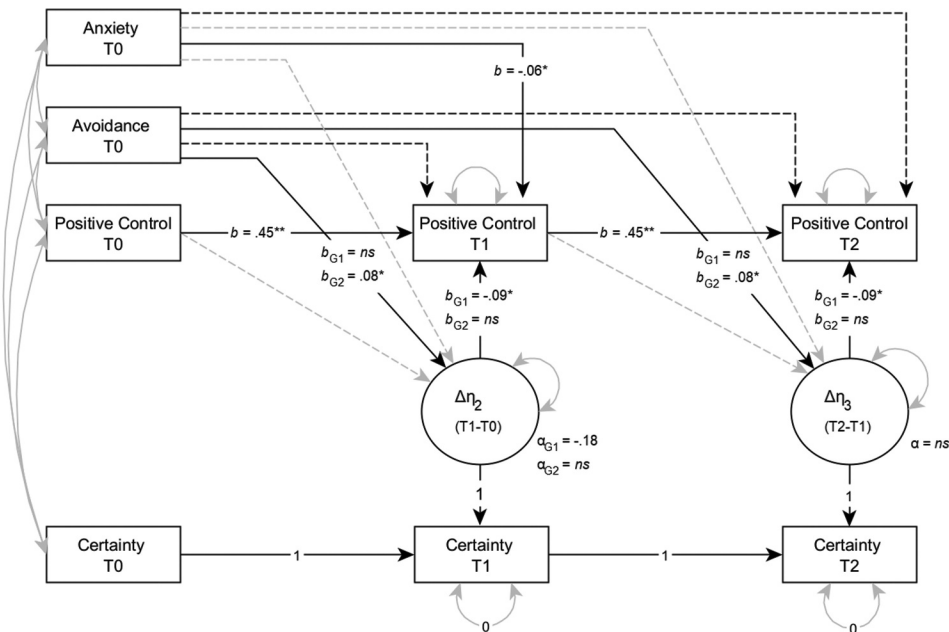 Anxiety
T0
b = -.06*
Avoidance
T0
Positive Control
T0
b = .45**
Positive Control
T1
b = .45**
Positive Control
T2
bG1 = ns
bG2 = .08*
bG1 = ns
bG2 = .08*
bG1 = -.09*
bG2 = ns
bG1 = -.09*
bG2 = ns
Δη2
(T1-T0)
αG1 = -.18
αG2 = ns
Δη3
(T2-T1)
α = ns
1
1
Certainty
T0
1
Certainty
T1
1
Certainty
T2
0
0